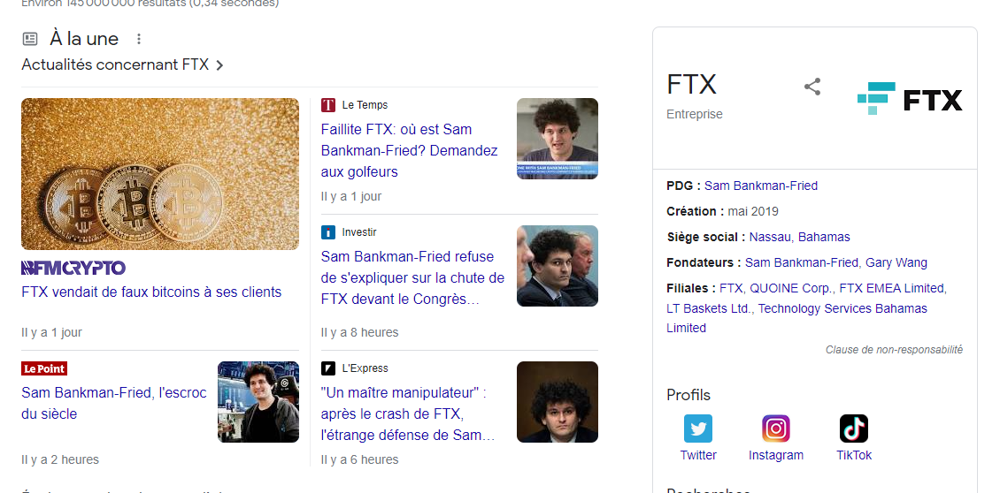 Environ 145 000 000 résultats (0,34 secondes)
À la une
Actualités concernant FTX
BFM CRYPTO
FTX vendait de faux bitcoins à ses clients
Il y a 1 jour
Le Point
Sam Bankman-Fried, l'escroc
du siècle
Il y a 2 heures
Le Temps
Faillite FTX: où est Sam
Bankman-Fried? Demandez
aux golfeurs
Il y a 1 jour
Investir
Sam Bankman-Fried refuse
de s'expliquer sur la chute de
FTX devant le Congrès…
Il y a 8 heures
L'Express
"Un maître manipulateur" :
après le crash de FTX,
l'étrange défense de Sam…
Il y a 6 heures
FTX
Entreprise
FTX
PDG : Sam Bankman-Fried
Création : mai 2019
Siège social : Nassau, Bahamas
Fondateurs : Sam Bankman-Fried, Gary Wang
Filiales : FTX, QUOINE Corp., FTX EMEA Limited,
LT Baskets Ltd., Technology Services Bahamas
Limited
Clause de non-responsabilité
Profils
Twitter
Instagram
TikTok